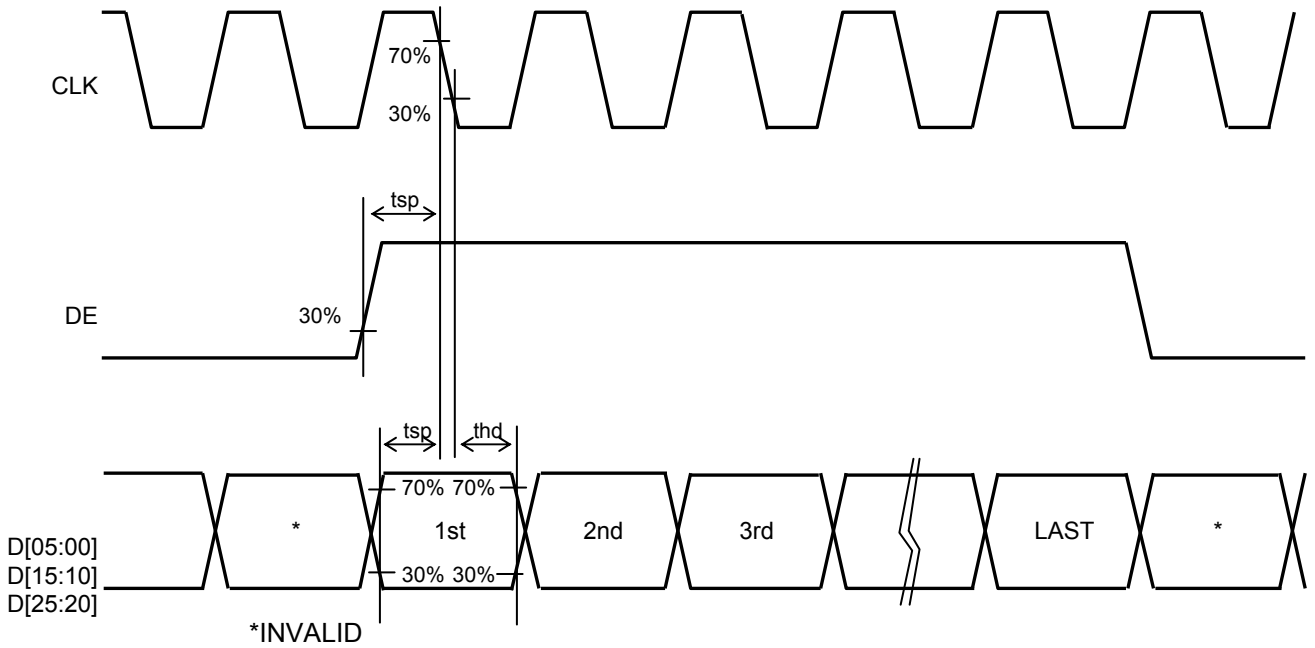 70%
CLK
30%
tsp
30%
DE
tsp thd
70% 70%
* 1st 2nd 3rd LAST *
D[05:00]
D[15:10]
30% 30%
D[25:20]
*INVALID